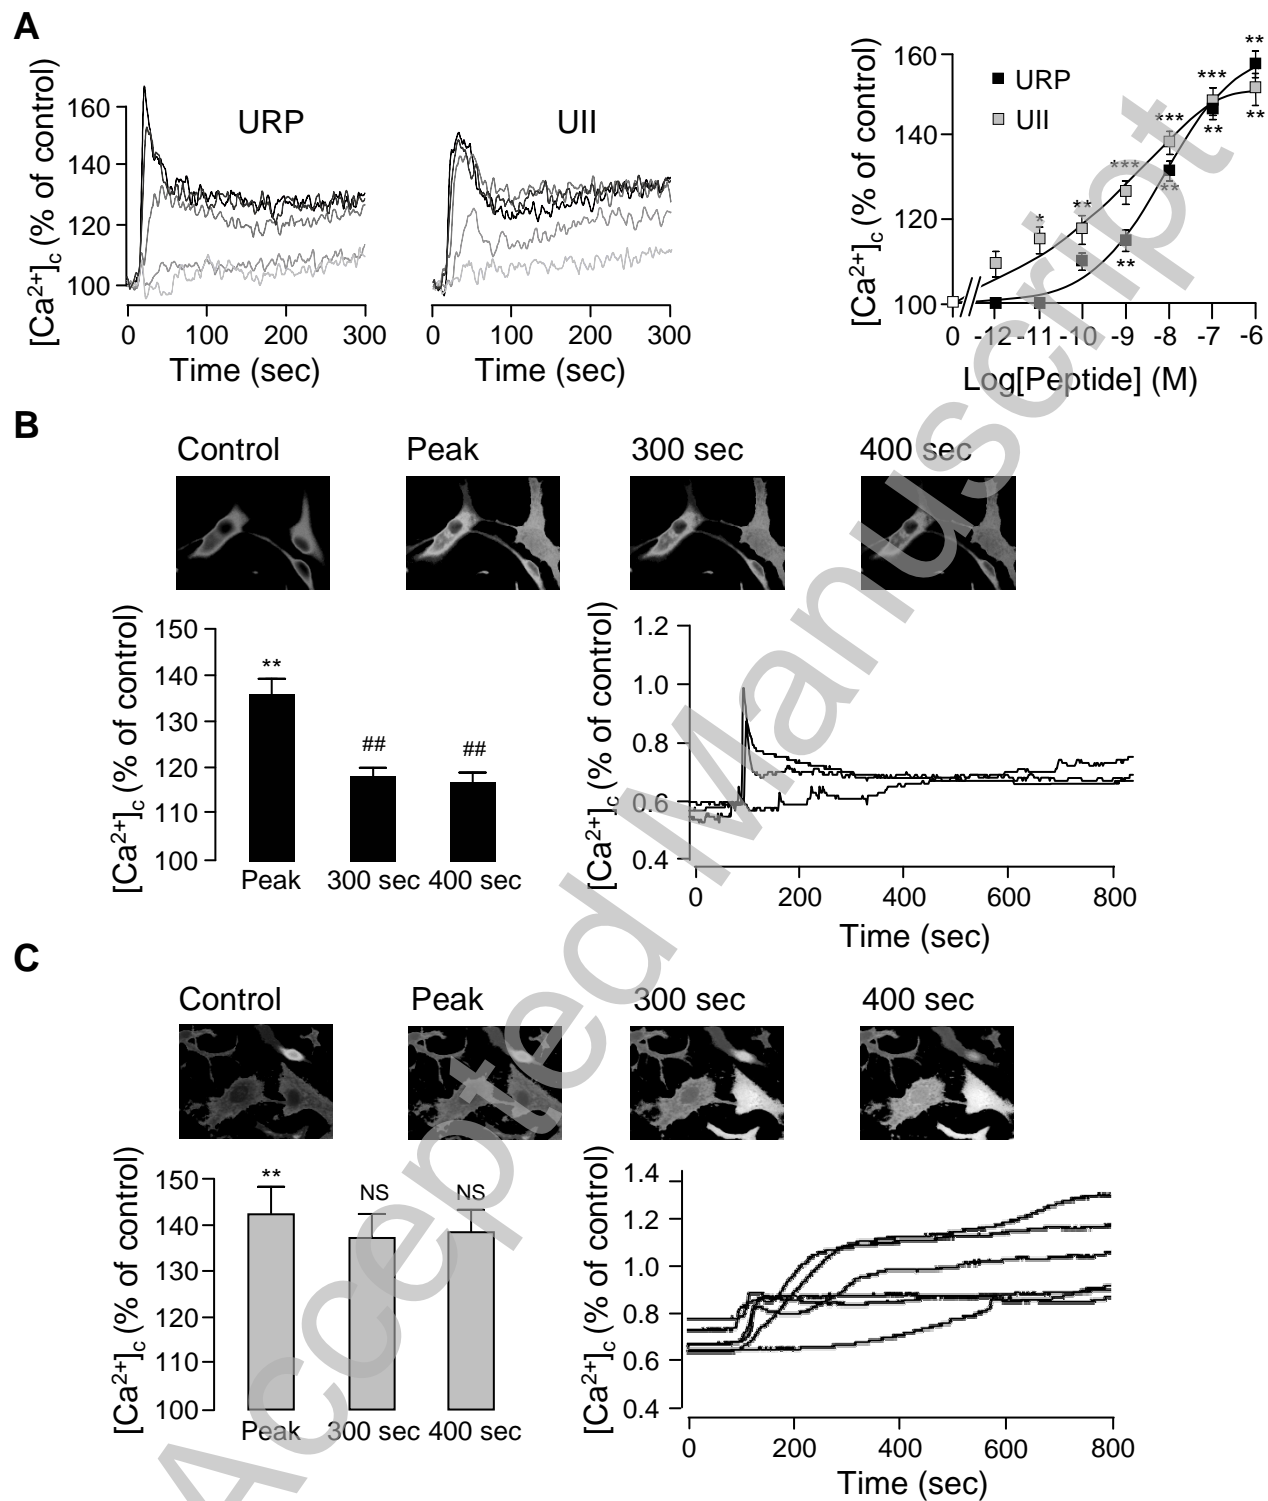 A
[Ca2+]c (% of control)
160
140
120
100
URP
0 100 200 300
Time (sec)
UII
0 100 200 300
Time (sec)
[Ca2+]c (% of control)
160
140
120
100
URP
UII
* ** *** *** *** **
** ** ** **
0 -12 -11 -10 -9 -8 -7 -6
Log[Peptide] (M)
B
Control Peak 300 sec 400 sec
[Ca2+]c (% of control)
150
140
130
120
110
100
**
##
##
Peak 300 sec 400 sec
[Ca2+]c (% of control)
1.2
1.0
0.8
0.6
0.4
0 200 400 600 800
Time (sec)
C
Control Peak 300 sec 400 sec
[Ca2+]c (% of control)
150
140
130
120
110
100
**
NS
NS
Peak 300 sec 400 sec
[Ca2+]c (% of control)
1.4
1.2
1.0
0.8
0.6
0.4
0 200 400 600 800
Time (sec)
Accepted Manuscript